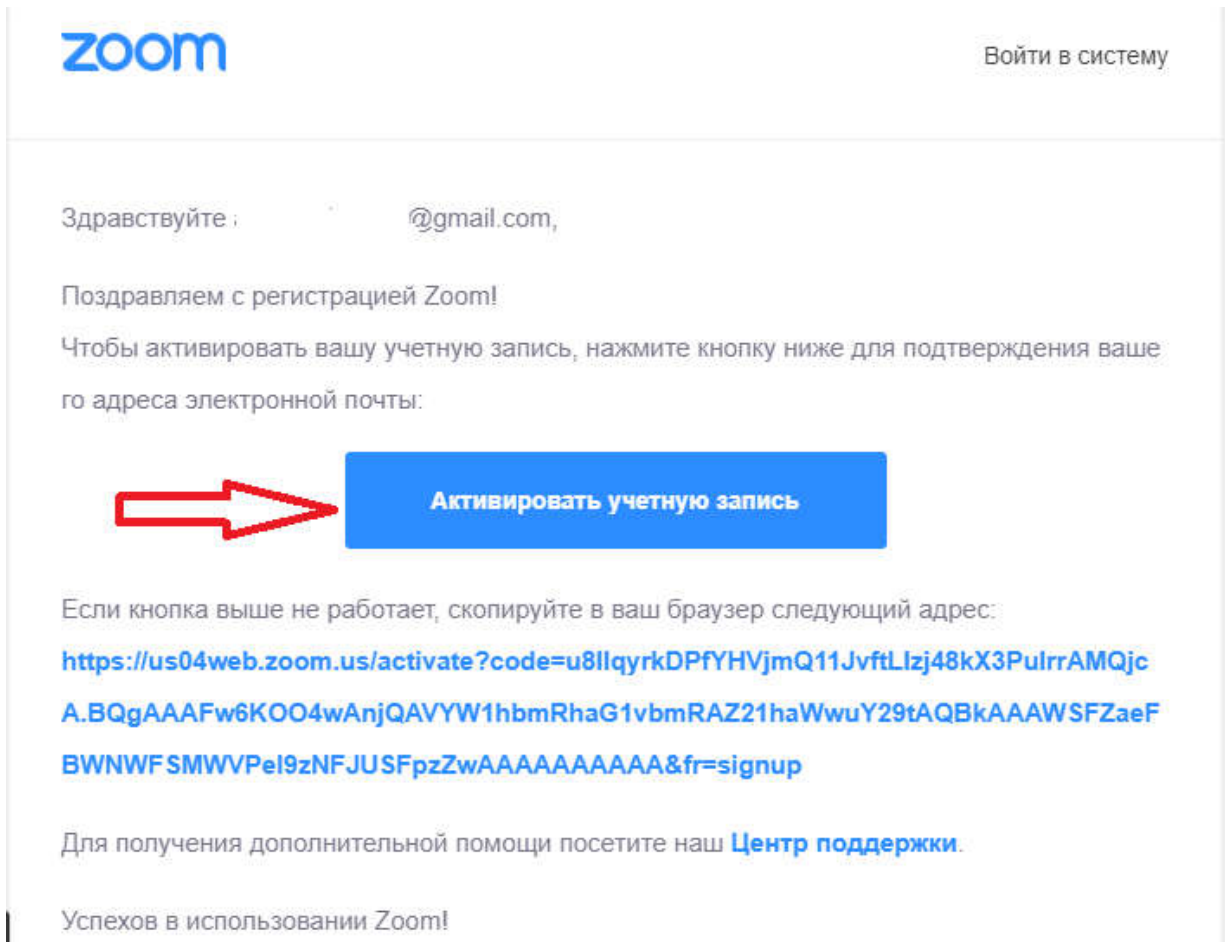 zoom
Войти в систему
Здравствуйте @gmail.com,
Поздравляем с регистрацией Zoom!
Чтобы активировать вашу учетную запись, нажмите кнопку ниже для подтверждения ваше
го адреса электронной почты:
Активировать учетную запись
Если кнопка выше не работает, скопируйте в ваш браузер следующий адрес:
https://us04web.zoom.us/activate?code=u8IlqyrkDPfYHVjmQ11JvftLIzj48kX3PulrrAMQjc
A.BQgAAAFw6KOO4wAnjQAVYW1hbmRhaG1vbmRAZ21haWwuY29tAQBkAAAWSFZaeF
BWNWFSMWVPel9zNFJUSFpzZwAAAAAAAAAA&fr=signup
Для получения дополнительной помощи посетите наш Центр поддержки.
Успехов в использовании Zoom!